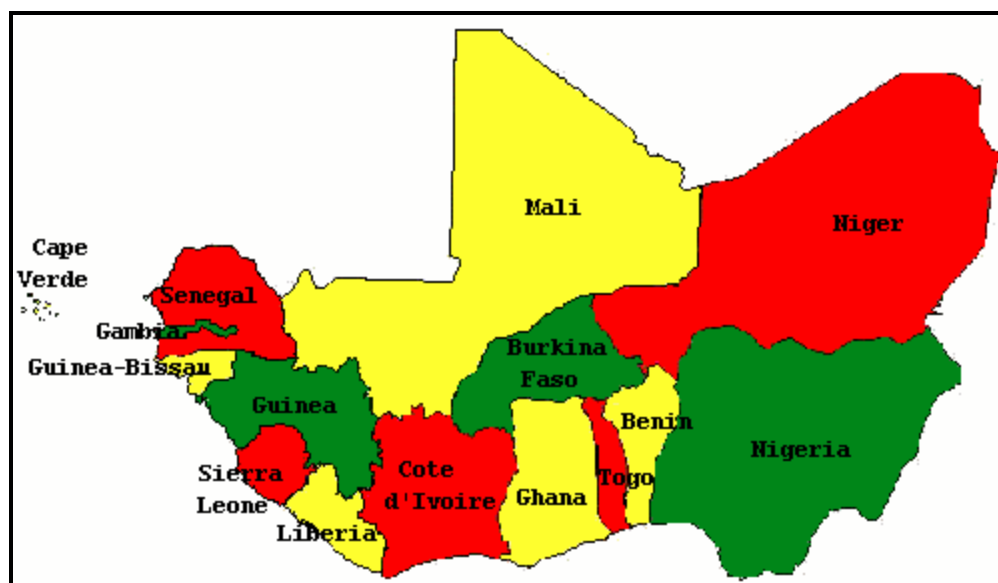 Mali
Niger
Cape
Verde
Senegal
Gambia
Guinea-Bissau
Burkina
Faso
Guinea
Benin
Nigeria
Sierra
Leone
Cote
d'Ivoire
Ghana
Togo
Liberia